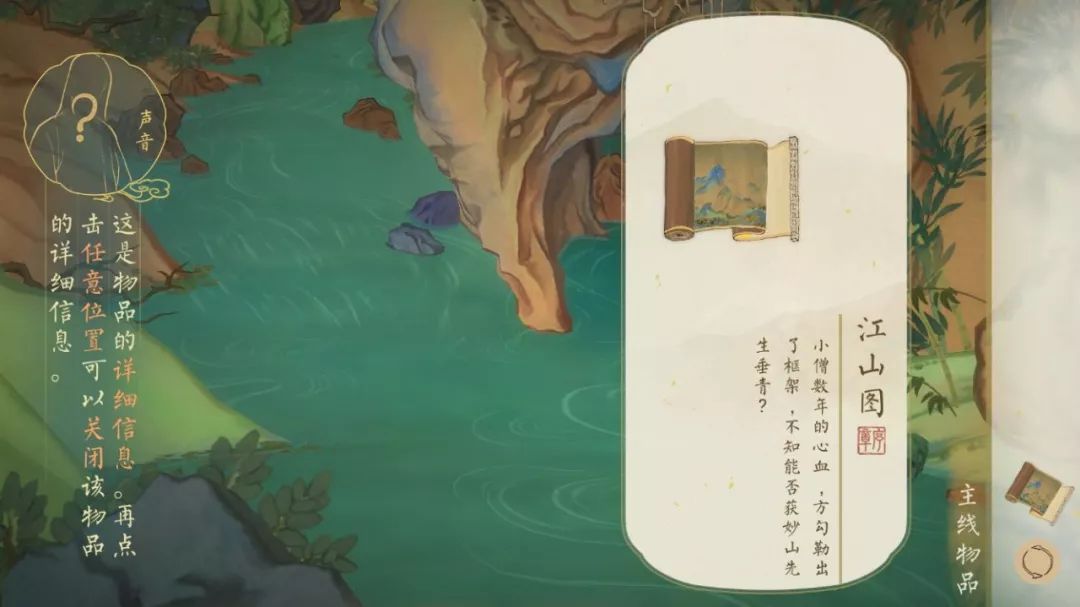 声音
这是物品的详细信息。再点
击任意位置可以关闭该物品
的详细信息。
江山图
序章
小僧数年的心血，方勾勒出
了框架，不知能否获妙山先
生垂青？
主线物品